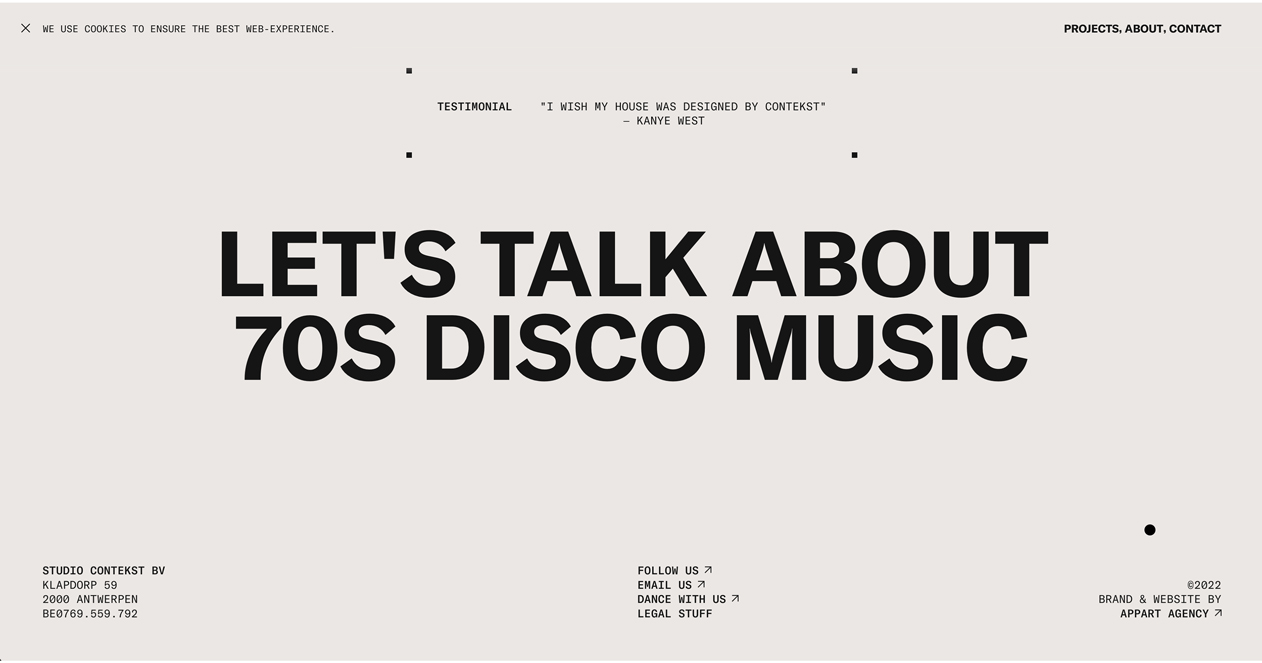 WE USE COOKIES TO ENSURE THE BEST WEB-EXPERIENCE.
PROJECTS, ABOUT, CONTACT
TESTIMONIAL "I WISH MY HOUSE WAS DESIGNED BY CONTEKST"
— KANYE WEST
LET'S TALK ABOUT
70S DISCO MUSIC
STUDIO CONTEKST BV
KLAPDORP 59
2000 ANTWERPEN
BE0769.559.792
FOLLOW US ↗
EMAIL US ↗
DANCE WITH US ↗
LEGAL STUFF
©2022
BRAND & WEBSITE BY
APPART AGENCY ↗